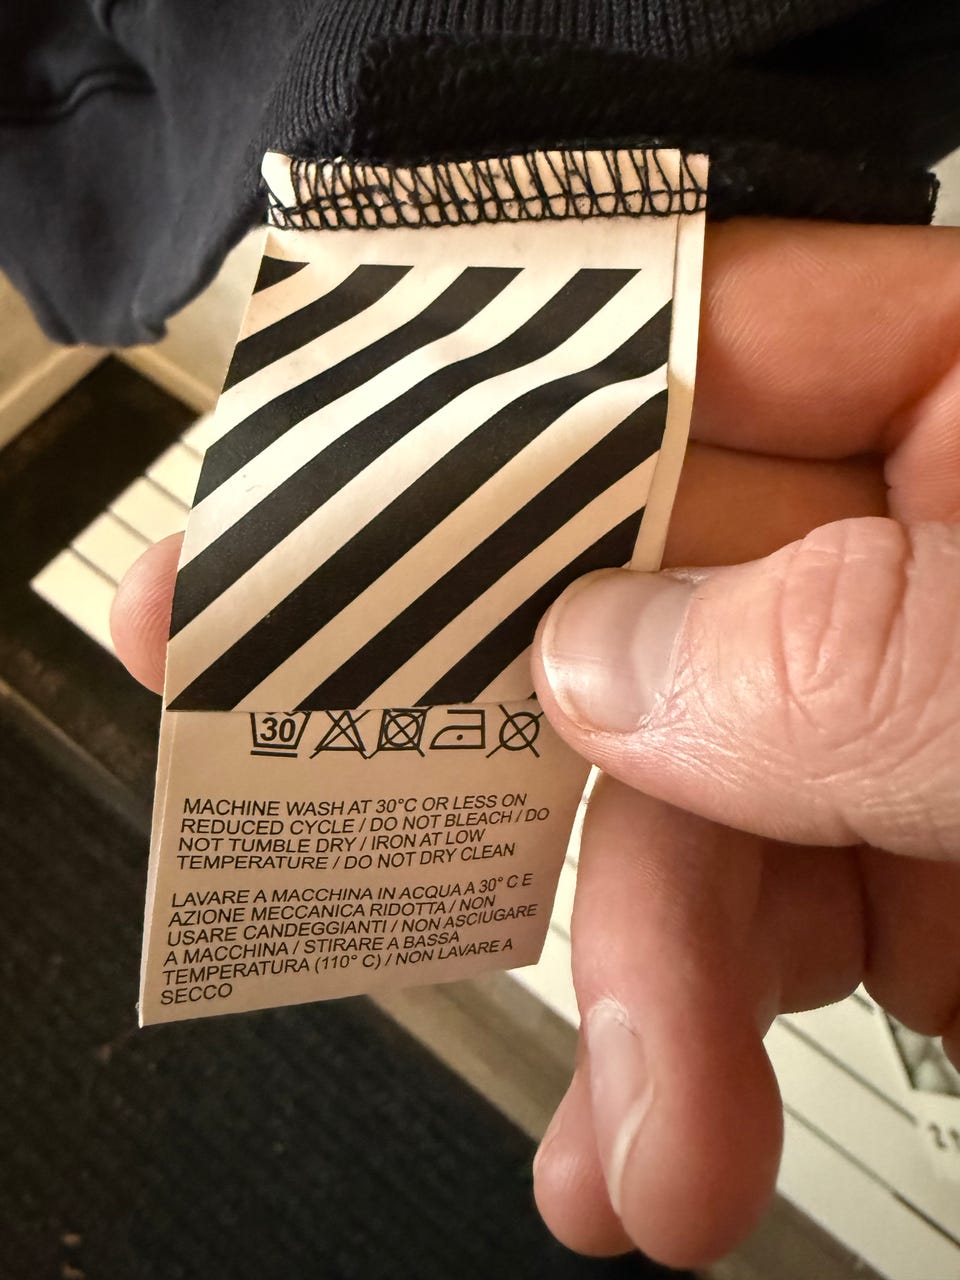 30
MACHINE WASH AT 30°C OR LESS ON
REDUCED CYCLE / DO NOT BLEACH / DO
NOT TUMBLE DRY / IRON AT LOW
TEMPERATURE / DO NOT DRY CLEAN
LAVARE A MACCHINA IN ACQUA A 30° C E
AZIONE MECCANICA RIDOTTA / NON
USARE CANDEGGIANTI / NON ASCIUGARE
A MACCHINA / STIRARE A BASSA
TEMPERATURA (110° C) / NON LAVARE A
SECCO